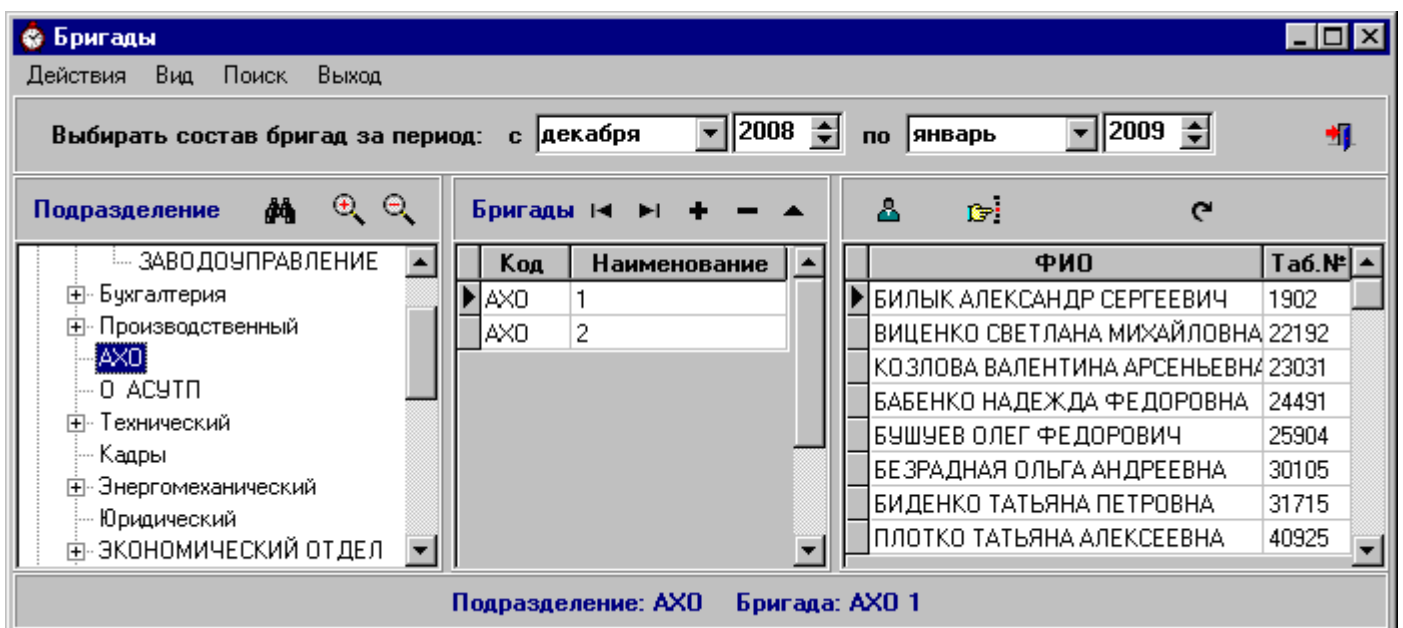 Бригады
Действия Вид Поиск Выход
Выбирать состав бригад за период: с декабря 2008 по январь 2009
Подразделение
ЗАВОДОУПРАВЛЕНИЕ
Бухгалтерия
Производственный
АХО
О АСУТП
Технический
Кадры
Энергомеханический
Юридический
ЭКОНОМИЧЕСКИЙ ОТДЕЛ
Бригады
Код Наименование
АХО 1
АХО 2
ФИО Таб.№
БИЛЫК АЛЕКСАНДР СЕРГЕЕВИЧ 1902
ВИЦЕНКО СВЕТЛАНА МИХАЙЛОВНА 22192
КОЗЛОВА ВАЛЕНТИНА АРСЕНЬЕВНА 23031
БАБЕНКО НАДЕЖДА ФЕДОРОВНА 24491
БУШУЕВ ОЛЕГ ФЕДОРОВИЧ 25904
БЕЗРАДНАЯ ОЛЬГА АНДРЕЕВНА 30105
БИДЕНКО ТАТЬЯНА ПЕТРОВНА 31715
ПЛОТКО ТАТЬЯНА АЛЕКСЕЕВНА 40925
Подразделение: АХО Бригада: АХО 1